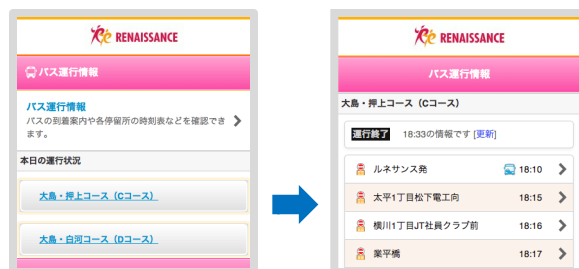 RENAISSANCE
バス運行情報
バス運行情報
バスの到着案内や各停留所の時刻表などを確認でき
ます。
本日の運行状況
大島・押上コース（Cコース）
大島・白河コース（Dコース）
RENAISSANCE
バス運行情報
大島・押上コース（Cコース）
運行終了 18:33の情報です [更新]
ルネサンス発 18:10
太平1丁目松下電工向 18:15
横川1丁目JT社員クラブ前 18:16
業平橋 18:17